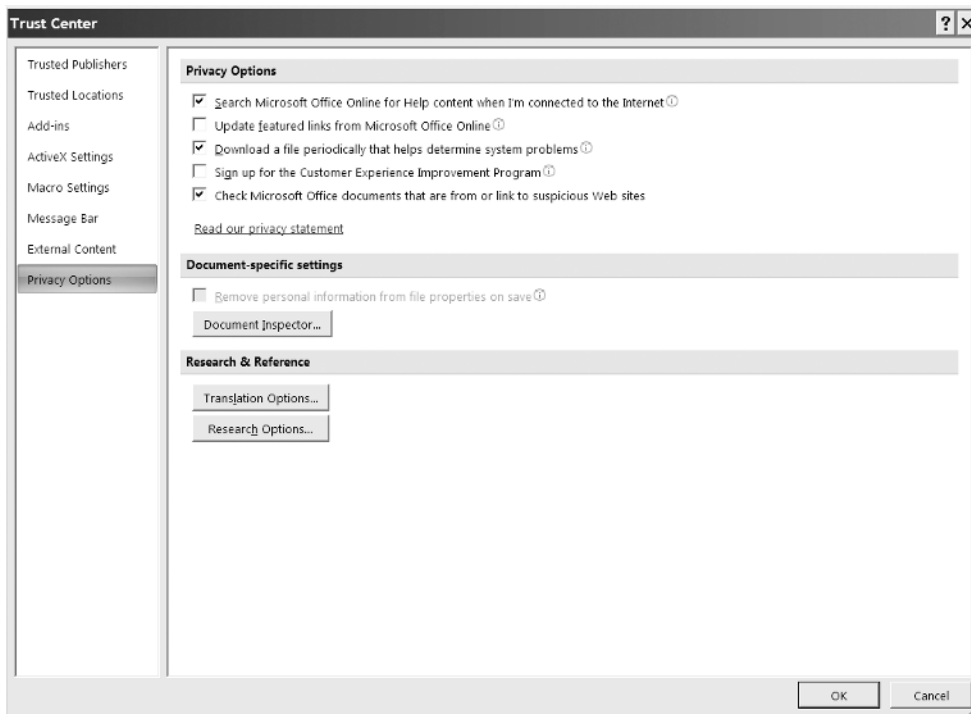 Trust Center
Trusted Publishers
Trusted Locations
Add-ins
ActiveX Settings
Macro Settings
Message Bar
External Content
Privacy Options
Privacy Options
Search Microsoft Office Online for Help content when I'm connected to the Internet
Update featured links from Microsoft Office Online
Download a file periodically that helps determine system problems
Sign up for the Customer Experience Improvement Program
Check Microsoft Office documents that are from or link to suspicious Web sites
Read our privacy statement
Document-specific settings
Remove personal information from file properties on save
Document Inspector...
Research & Reference
Translation Options...
Research Options...
OK
Cancel